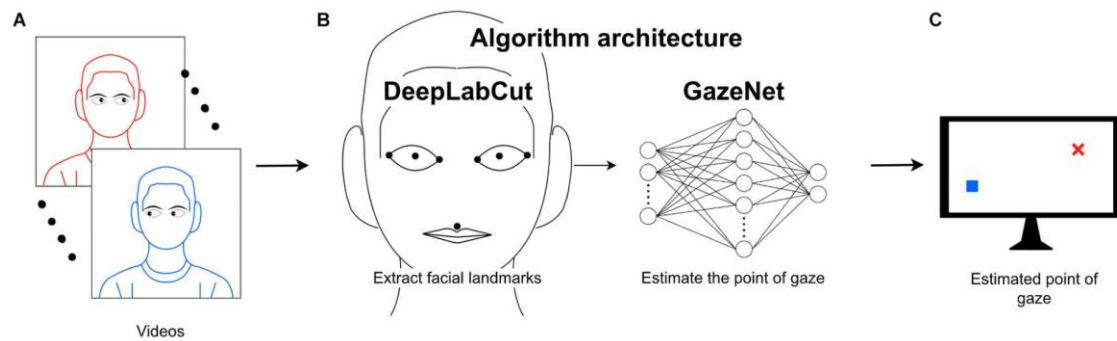 A
Videos
B
Algorithm architecture
DeepLabCut
GazeNet
Extract facial landmarks
Estimate the point of gaze
C
Estimated point of
gaze